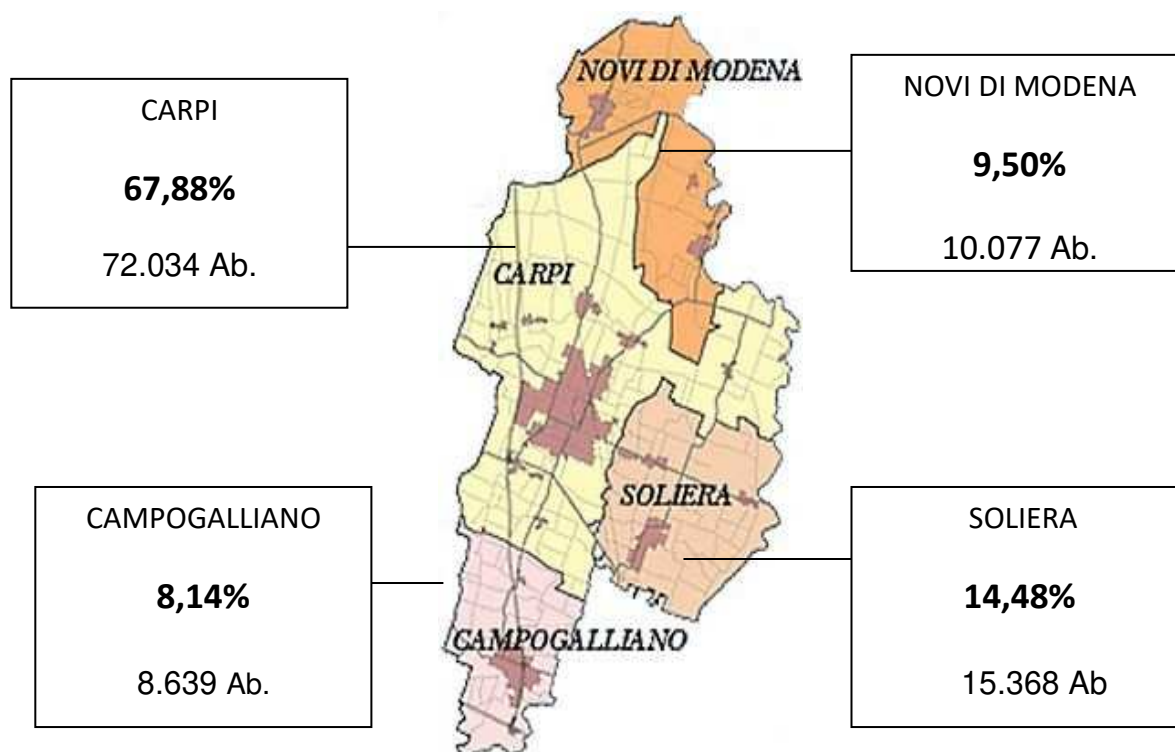 NOVI DI MODENA
NOVI DI MODENA
9,50%
10.077 Ab.
CARPI
67,88%
72.034 Ab.
CARPI
SOLIERA
CAMPOGALLIANO
8,14%
8.639 Ab.
CAMPOGALLIANO
SOLIERA
14,48%
15.368 Ab